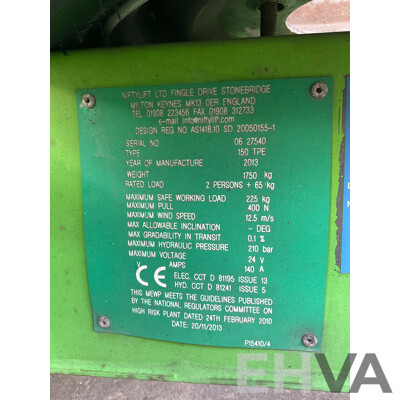 NIFTYLIFT LTD FINGLE DRIVE STONEBRIDGE
MILTON KEYNES MK13 0ER ENGLAND
TEL 01908 223456 FAX 01908 312733
e-mail info@niftylift.com
DESIGN REG NO AS1418.10 SD 20050155-1
SERIAL NO 06 27540
TYPE 150 TPE
YEAR OF MANUFACTURE 2013
WEIGHT 1750 kg
RATED LOAD 2 PERSONS + 65 kg
MAXIMUM SAFE WORKING LOAD 225 kg
MAXIMUM PULL 400 N
MAXIMUM WIND SPEED 12.5 m/s
MAX ALLOWABLE INCLINATION - DEG
MAX GRADABILITY IN TRANSIT 0.1 %
MAXIMUM HYDRAULIC PRESSURE 210 bar
MAXIMUM VOLTAGE 24 V
V AMPS 140 A
CE ELEC. CCT D 81195 ISSUE 13
HYD. CCT D 81241 ISSUE 5
THIS MEWP MEETS THE GUIDELINES PUBLISHED
BY THE NATIONAL REGULATORS COMMITTEE ON
HIGH RISK PLANT DATED 24TH FEBRUARY 2010
DATE: 20/11/2013
P15410/4
EHVA